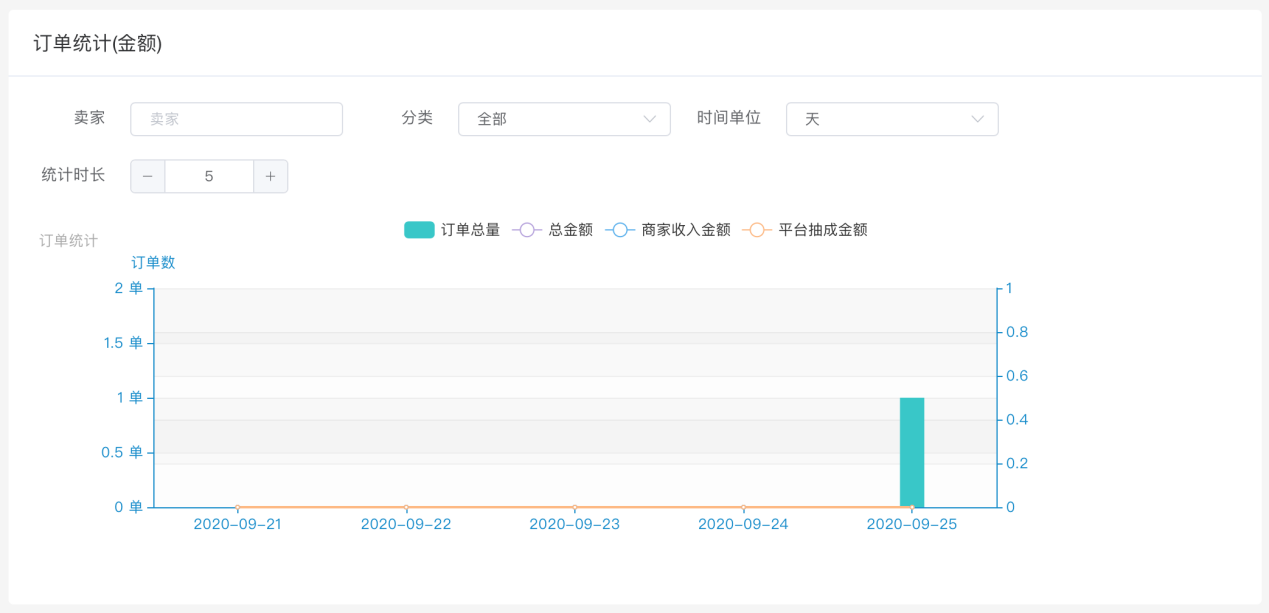 订单统计(金额)
卖家 卖家 分类 全部 时间单位 天
统计时长 − 5 +
订单总量 总金额 商家收入金额 平台抽成金额
订单统计
订单数
2 单 1
1.5 单 0.8
0.6
1 单 0.4
0.5 单 0.2
0 单 0
2020-09-21 2020-09-22 2020-09-23 2020-09-24 2020-09-25